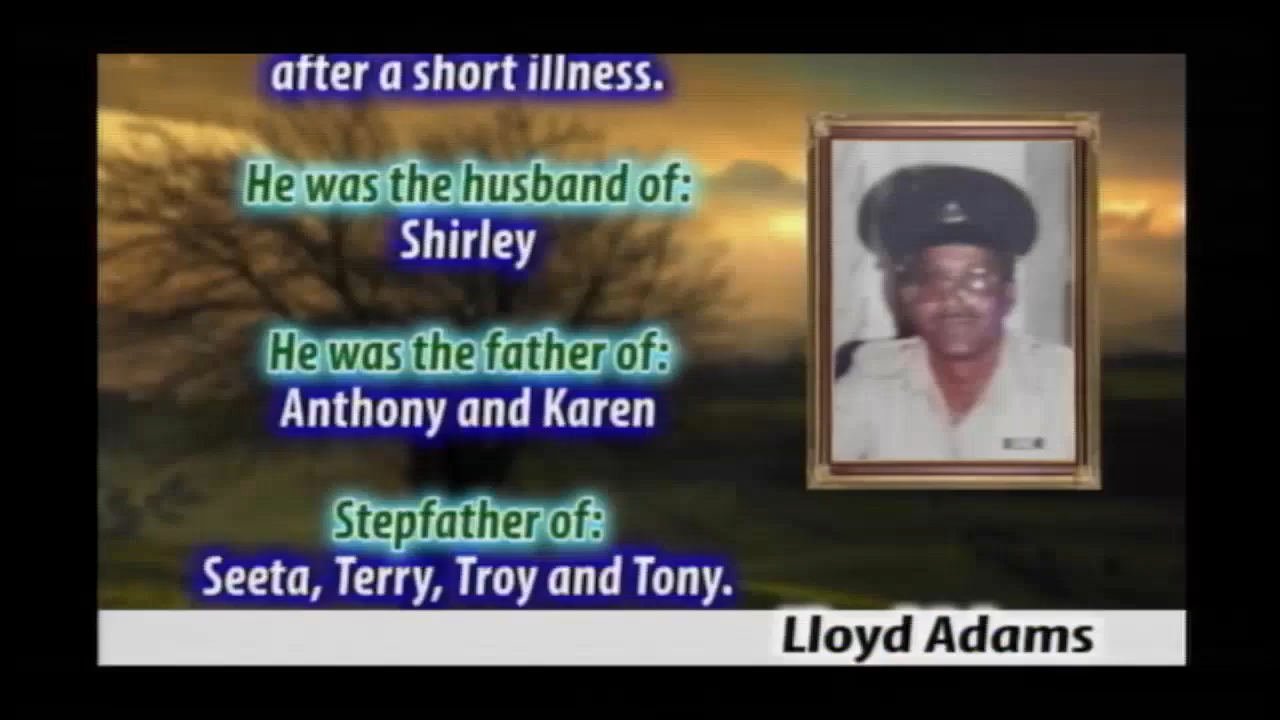 after a short illness.
He was the husband of:
Shirley
He was the father of:
Anthony and Karen
Stepfather of:
Seeta, Terry, Troy and Tony.
Lloyd Adams